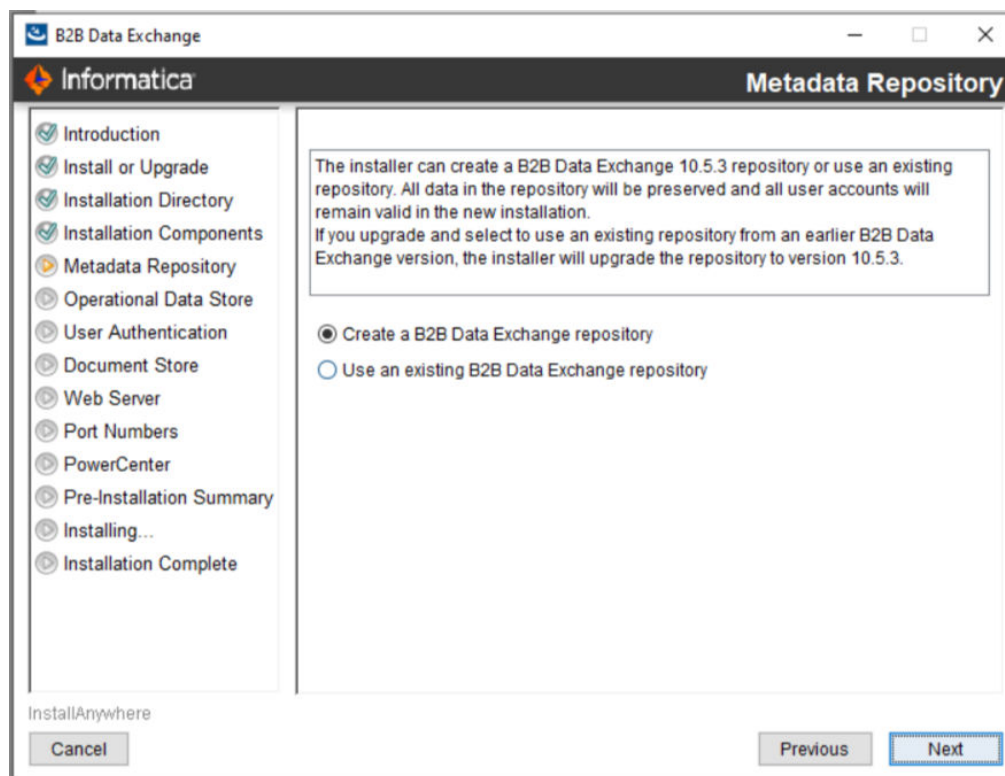 B2B Data Exchange
Informatica
Metadata Repository
Introduction
Install or Upgrade
Installation Directory
Installation Components
Metadata Repository
Operational Data Store
User Authentication
Document Store
Web Server
Port Numbers
PowerCenter
Pre-Installation Summary
Installing...
Installation Complete
The installer can create a B2B Data Exchange 10.5.3 repository or use an existing
repository. All data in the repository will be preserved and all user accounts will
remain valid in the new installation.
If you upgrade and select to use an existing repository from an earlier B2B Data
Exchange version, the installer will upgrade the repository to version 10.5.3.
Create a B2B Data Exchange repository
Use an existing B2B Data Exchange repository
InstallAnywhere
Cancel
Previous
Next